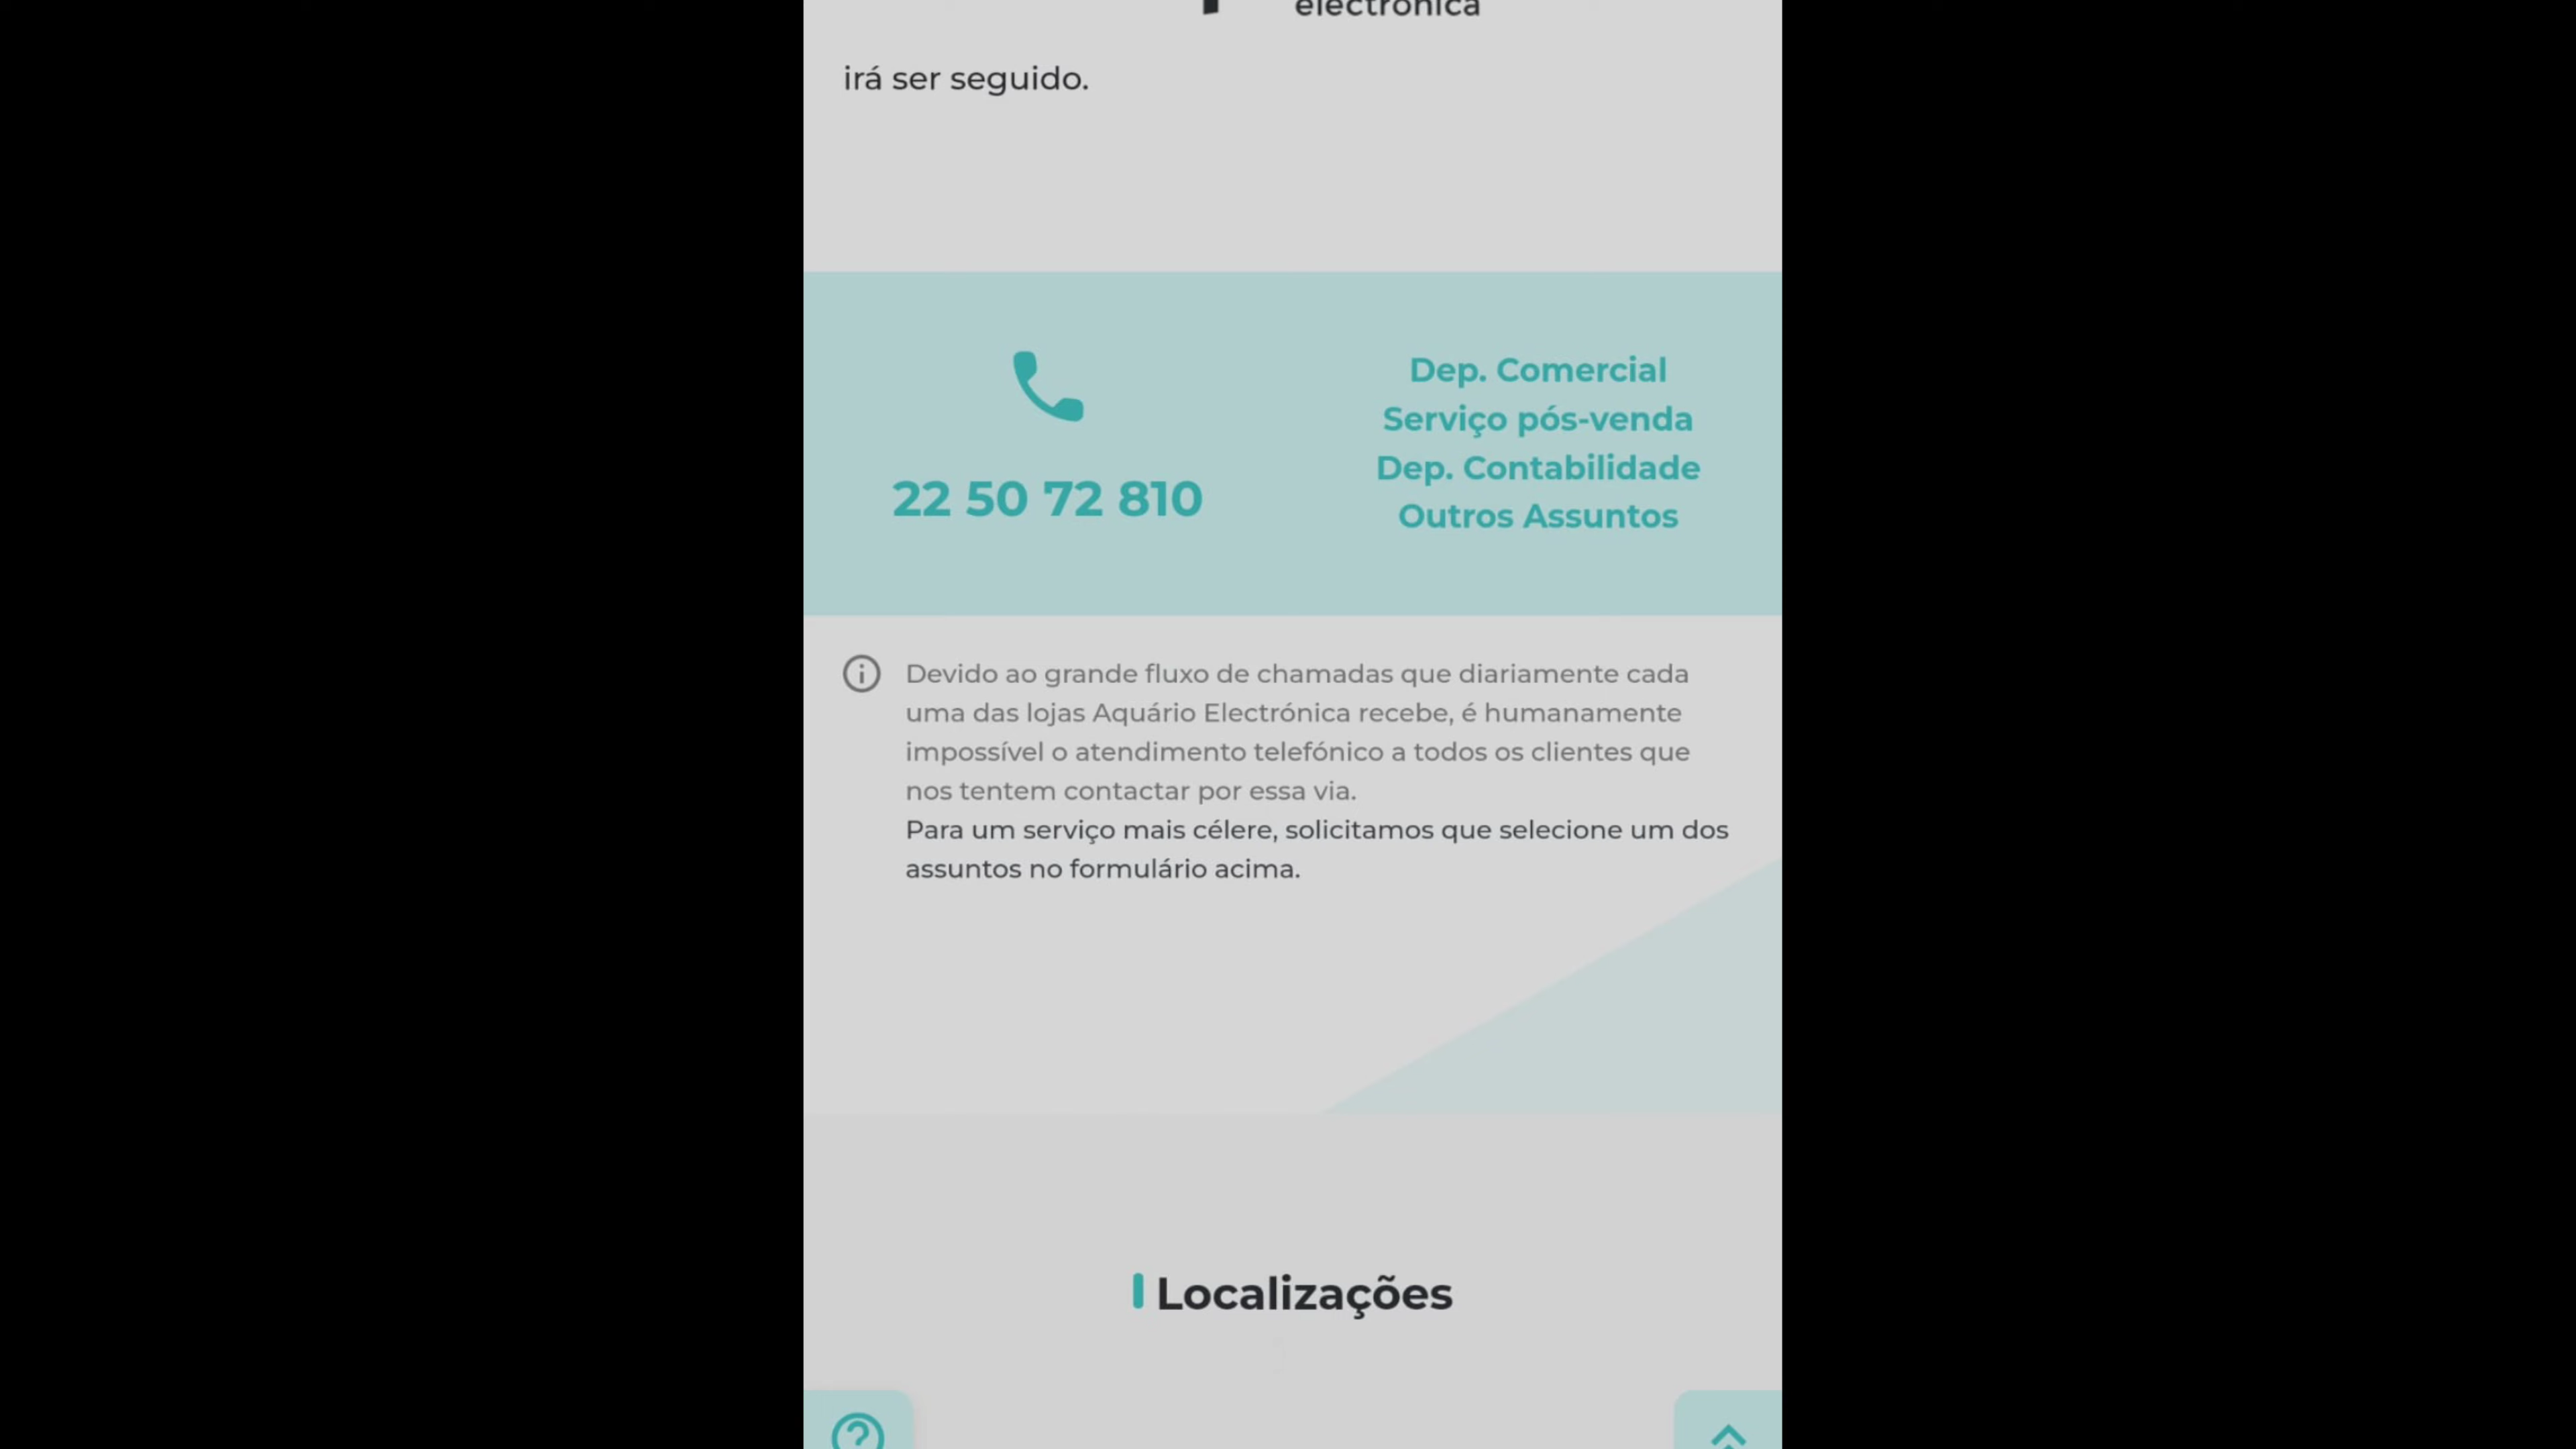 electrónica
irá ser seguido.
22 50 72 810
Dep. Comercial
Serviço pós-venda
Dep. Contabilidade
Outros Assuntos
Devido ao grande fluxo de chamadas que diariamente cada
uma das lojas Aquário Electrónica recebe, é humanamente
impossível o atendimento telefónico a todos os clientes que
nos tentem contactar por essa via.
Para um serviço mais célere, solicitamos que selecione um dos
assuntos no formulário acima.
Localizações